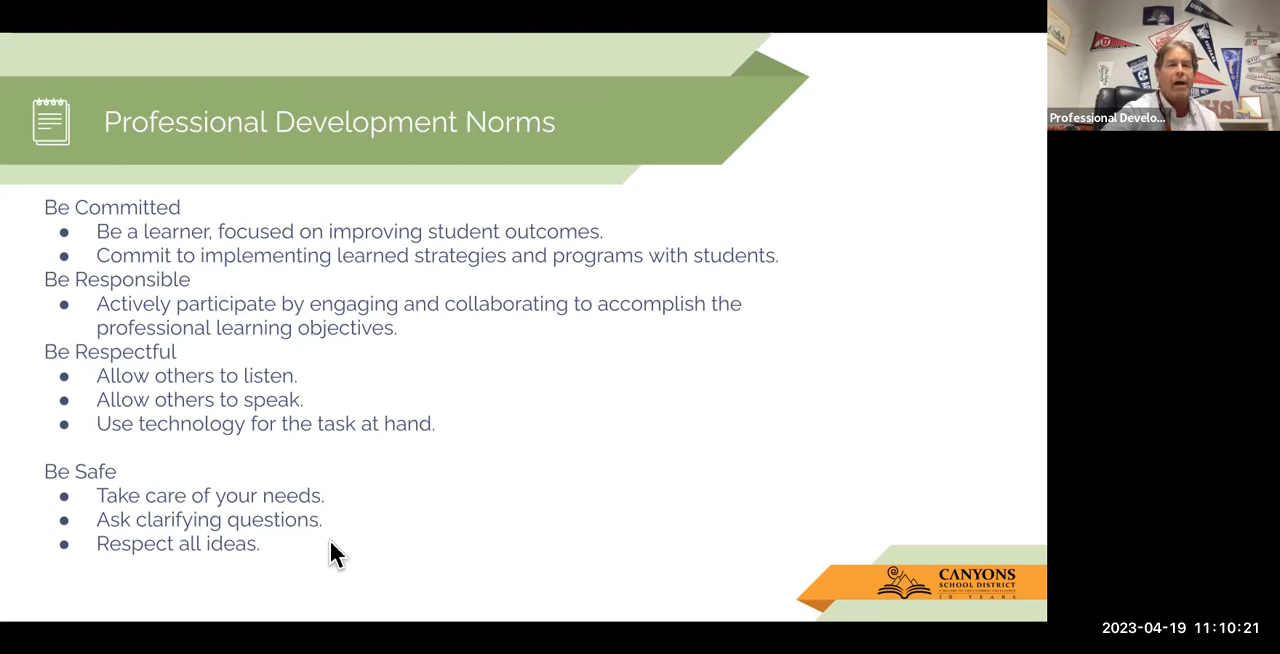 Professional Development Norms
Be Committed
● Be a learner, focused on improving student outcomes.
● Commit to implementing learned strategies and programs with students.
Be Responsible
● Actively participate by engaging and collaborating to accomplish the
professional learning objectives.
Be Respectful
● Allow others to listen.
● Allow others to speak.
● Use technology for the task at hand.
Be Safe
● Take care of your needs.
● Ask clarifying questions.
● Respect all ideas.
CANYONS
SCHOOL DISTRICT
10 YEARS
Professional Develo...
2023-04-19 11:10:21